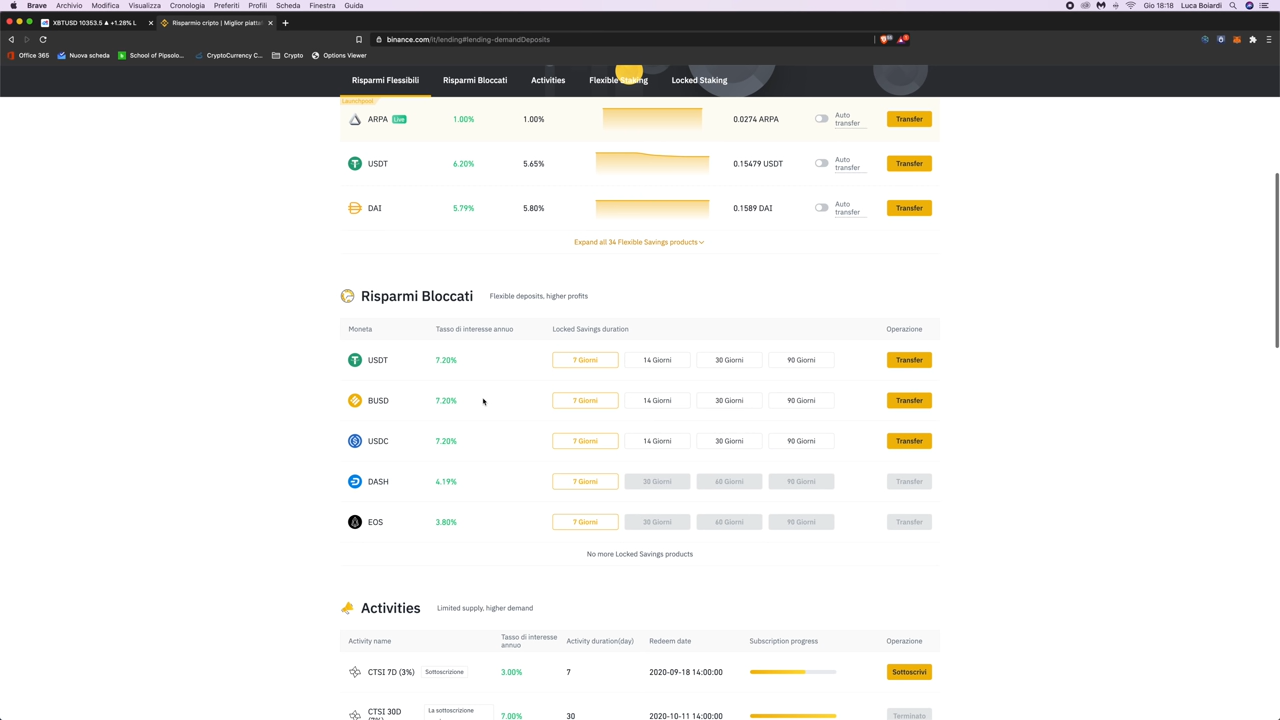 Brave Archivio Modifica Visualizza Cronologia Preferiti Profili Scheda Finestra Guida Gio 18:18 Luca Boiardi
XBTUSD 10353.5 ▲ +1.28% L Risparmio cripto | Miglior piatta
binance.com/it/lending#lending-demandDeposits
Office 365 Nuova scheda School of Pipsolo... CryptoCurrency C... Crypto Options Viewer
Risparmi Flessibili Risparmi Bloccati Activities Flexible Staking Locked Staking
Launchpool
ARPA Live 1.00% 1.00% 0.0274 ARPA Auto transfer Transfer
USDT 6.20% 5.65% 0.15479 USDT Auto transfer Transfer
DAI 5.79% 5.80% 0.1589 DAI Auto transfer Transfer
Expand all 34 Flexible Savings products
Risparmi Bloccati Flexible deposits, higher profits
Moneta Tasso di interesse annuo Locked Savings duration Operazione
USDT 7.20% 7 Giorni 14 Giorni 30 Giorni 90 Giorni Transfer
BUSD 7.20% 7 Giorni 14 Giorni 30 Giorni 90 Giorni Transfer
USDC 7.20% 7 Giorni 14 Giorni 30 Giorni 90 Giorni Transfer
DASH 4.19% 7 Giorni 30 Giorni 60 Giorni 90 Giorni Transfer
EOS 3.80% 7 Giorni 30 Giorni 60 Giorni 90 Giorni Transfer
No more Locked Savings products
Activities Limited supply, higher demand
Activity name Tasso di interesse annuo Activity duration(day) Redeem date Subscription progress Operazione
CTSI 7D (3%) Sottoscrizione 3.00% 7 2020-09-18 14:00:00 Sottoscrivi
CTSI 30D La sottoscrizione 7.00% 30 2020-10-11 14:00:00 Terminato